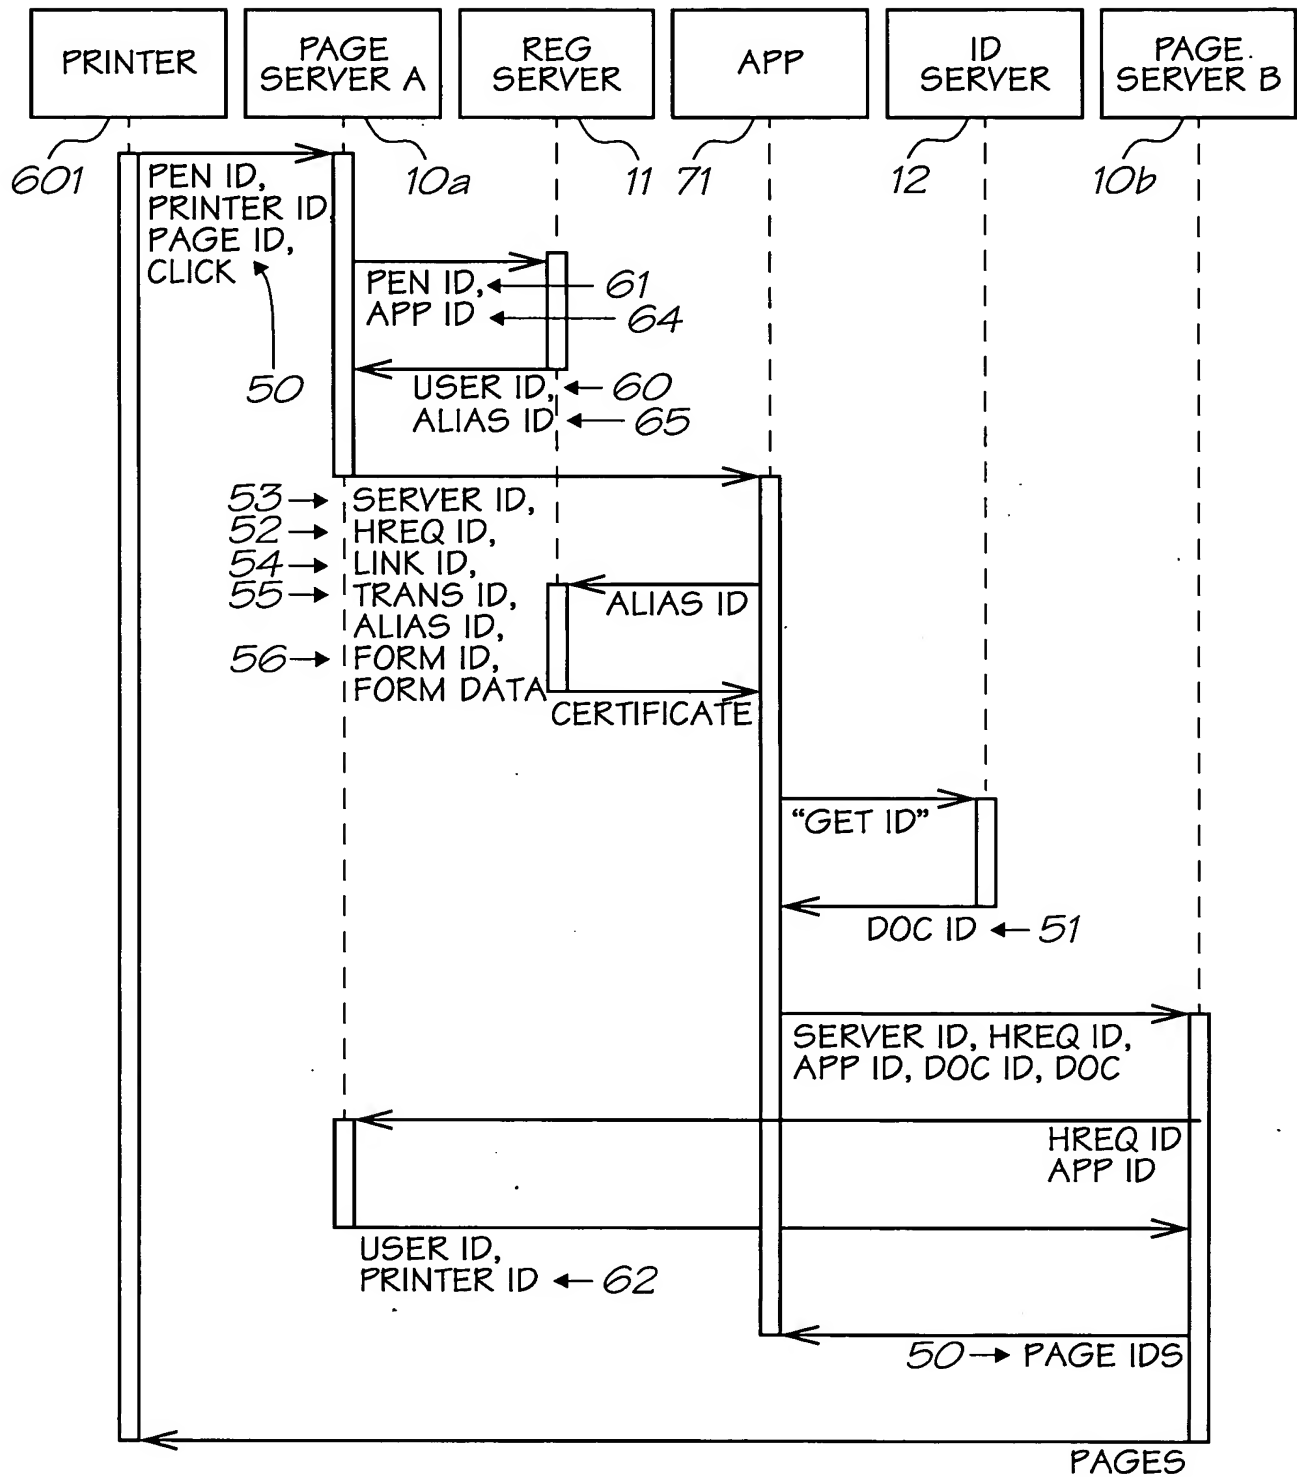 PRINTER
PAGE
SERVER A
REG
SERVER
APP
ID
SERVER
PAGE
SERVER B
601
10a
11
71
12
10b
PEN ID,
PRINTER ID
PAGE ID,
CLICK
50
PEN ID,
61
APP ID
64
USER ID,
60
ALIAS ID
65
53
SERVER ID,
52
HREQ ID,
54
LINK ID,
55
TRANS ID,
ALIAS ID,
56
FORM ID,
FORM DATA
ALIAS ID
CERTIFICATE
"GET ID"
DOC ID
51
SERVER ID, HREQ ID,
APP ID, DOC ID, DOC
HREQ ID
APP ID
USER ID,
PRINTER ID
62
50
PAGE IDS
PAGES